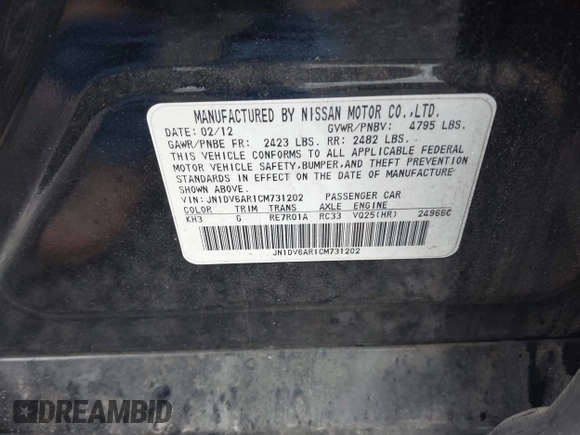 MANUFACTURED BY NISSAN MOTOR CO.,LTD.
DATE: 02/12 GVWR/PNBV: 4795 LBS.
GAWR/PNBE FR: 2423 LBS. RR: 2482 LBS.
THIS VEHICLE CONFORMS TO ALL APPLICABLE FEDERAL
MOTOR VEHICLE SAFETY,BUMPER,AND THEFT PREVENTION
STANDARDS IN EFFECT ON THE DATE OF MANUFACTURE
SHOWN ABOVE.
VIN: JN1DV6AR1CM731202 PASSENGER CAR
COLOR TRIM TRANS AXLE ENGINE
KH3 G RE7R01A RC33 VQ25(HR) 2496CC
JN1DV6AR1CM731202
DREAMBID